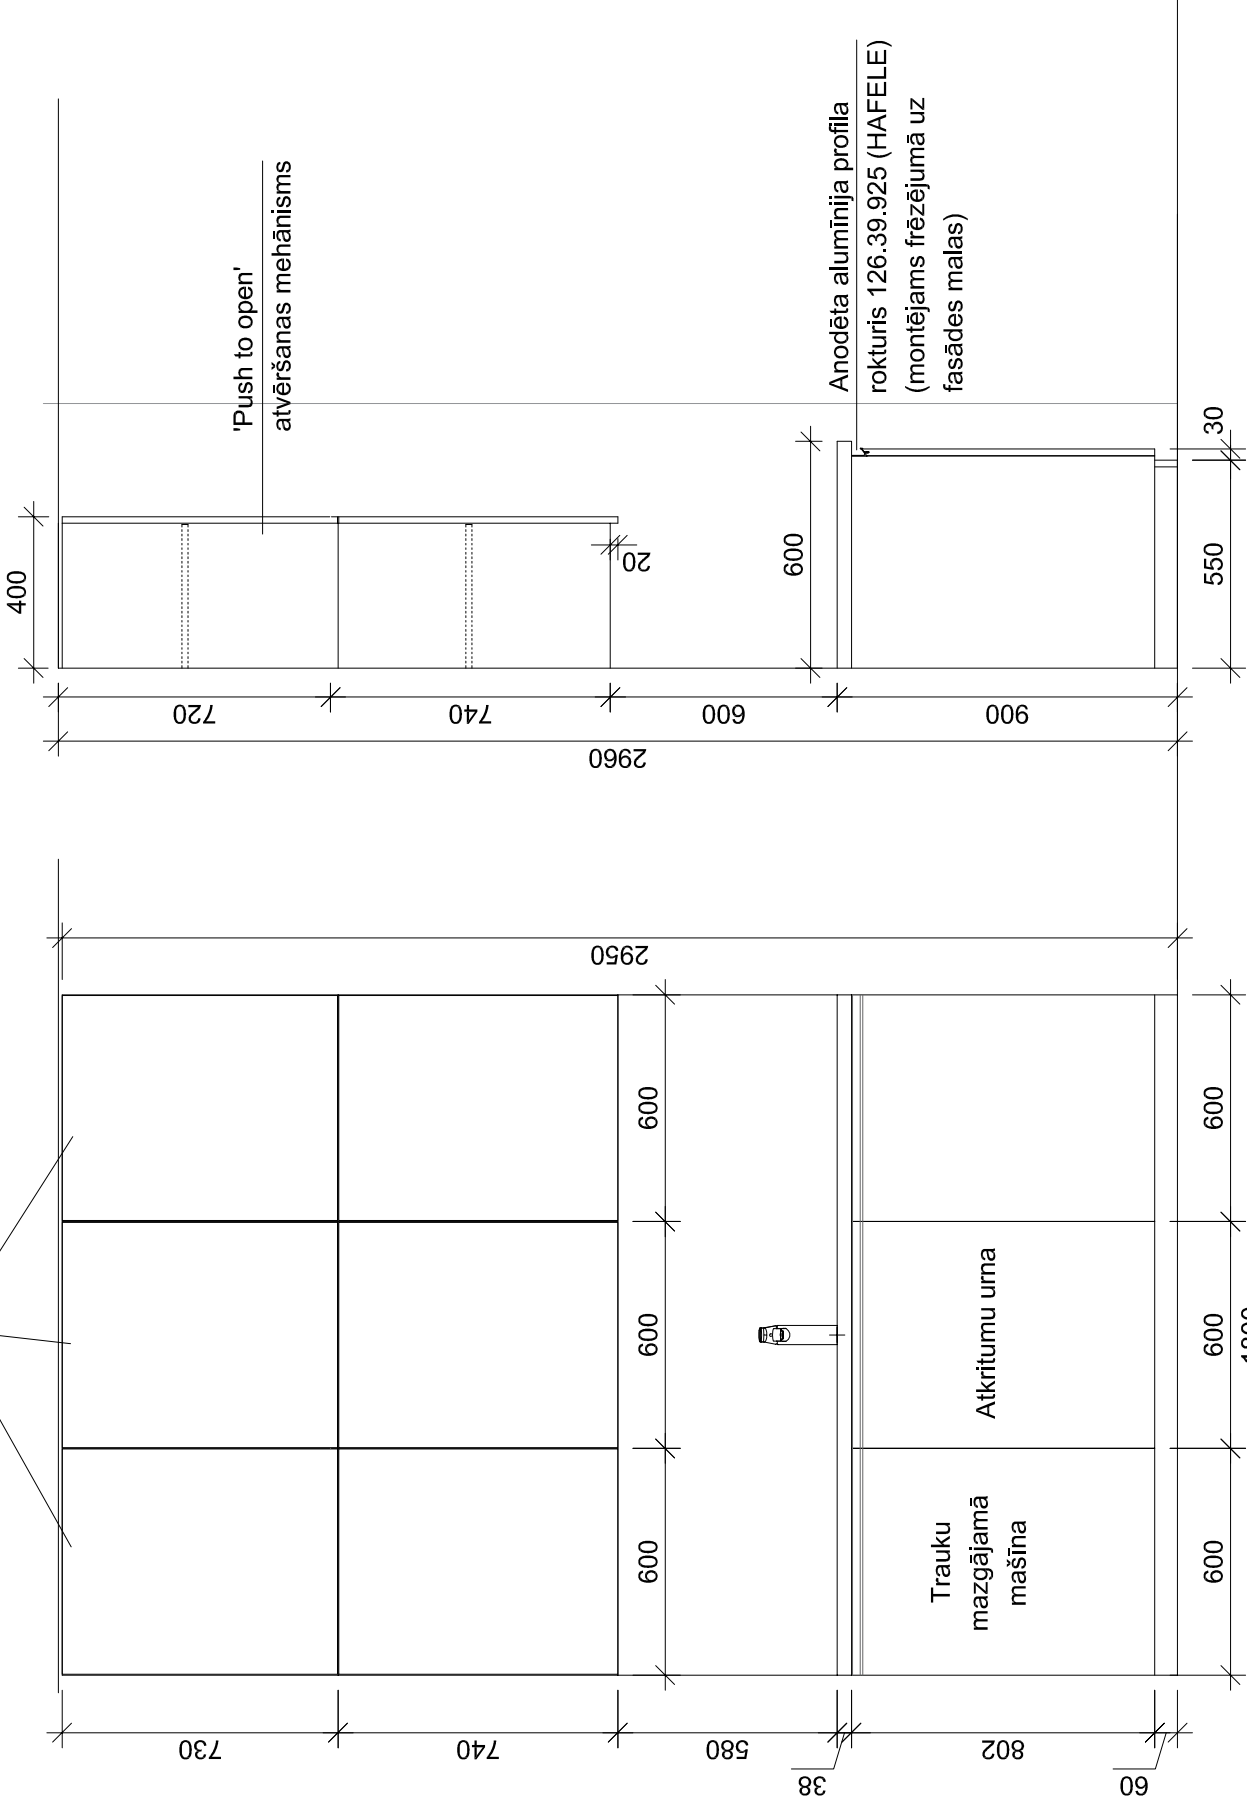 'Push to open'
atvēršanas mehānisms
Anodēta alumīnija profila
rokturis 126.39.925 (HAFELE)
(montējams frēzējumā uz
fasādes malas)
400
20
600
30
550
720
740
600
900
2960
2950
600
600
600
600
600
600
Atkritumu urna
Trauku
mazgājamā
mašīna
730
740
580
38
802
60